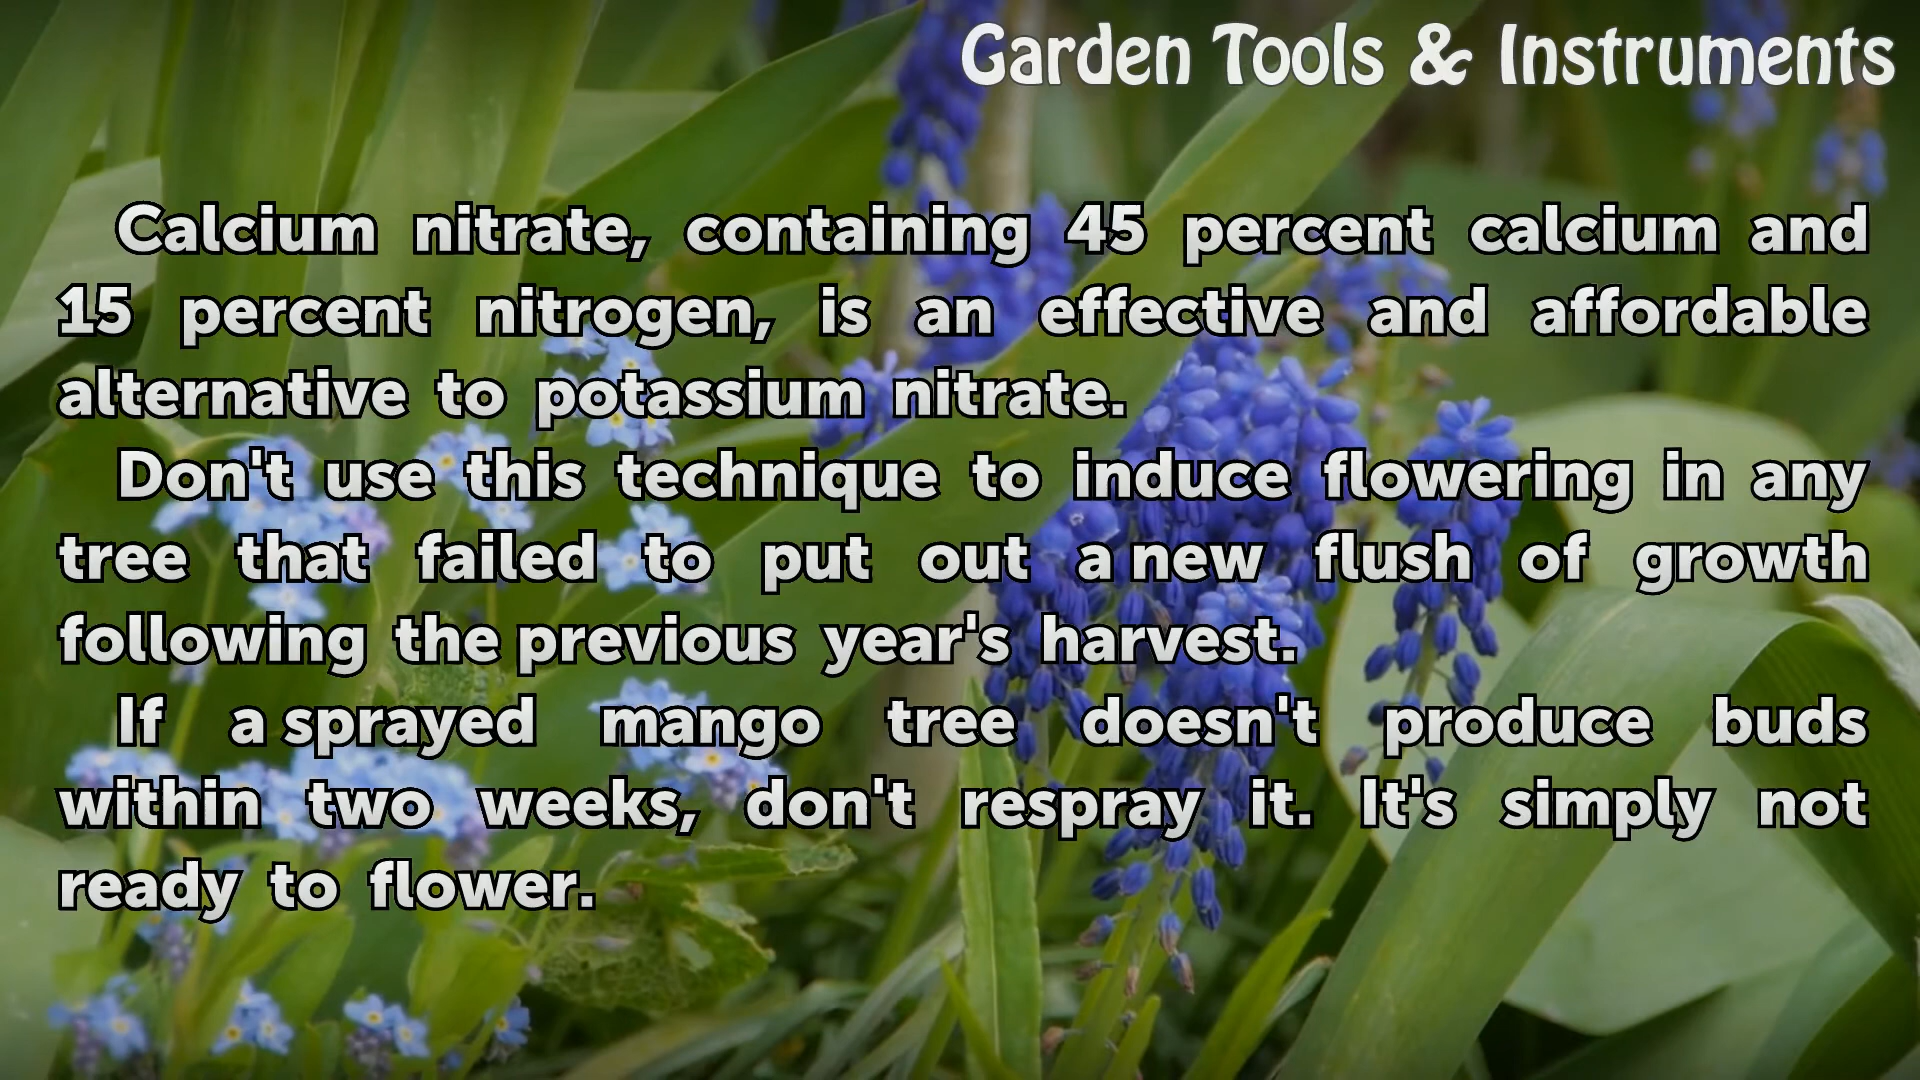 Garden Tools & Instruments
Calcium nitrate, containing 45 percent calcium and
15 percent nitrogen, is an effective and affordable
alternative to potassium nitrate.
Don't use this technique to induce flowering in any
tree that failed to put out a new flush of growth
following the previous year's harvest.
If a sprayed mango tree doesn't produce buds
within two weeks, don't respray it. It's simply not
ready to flower.